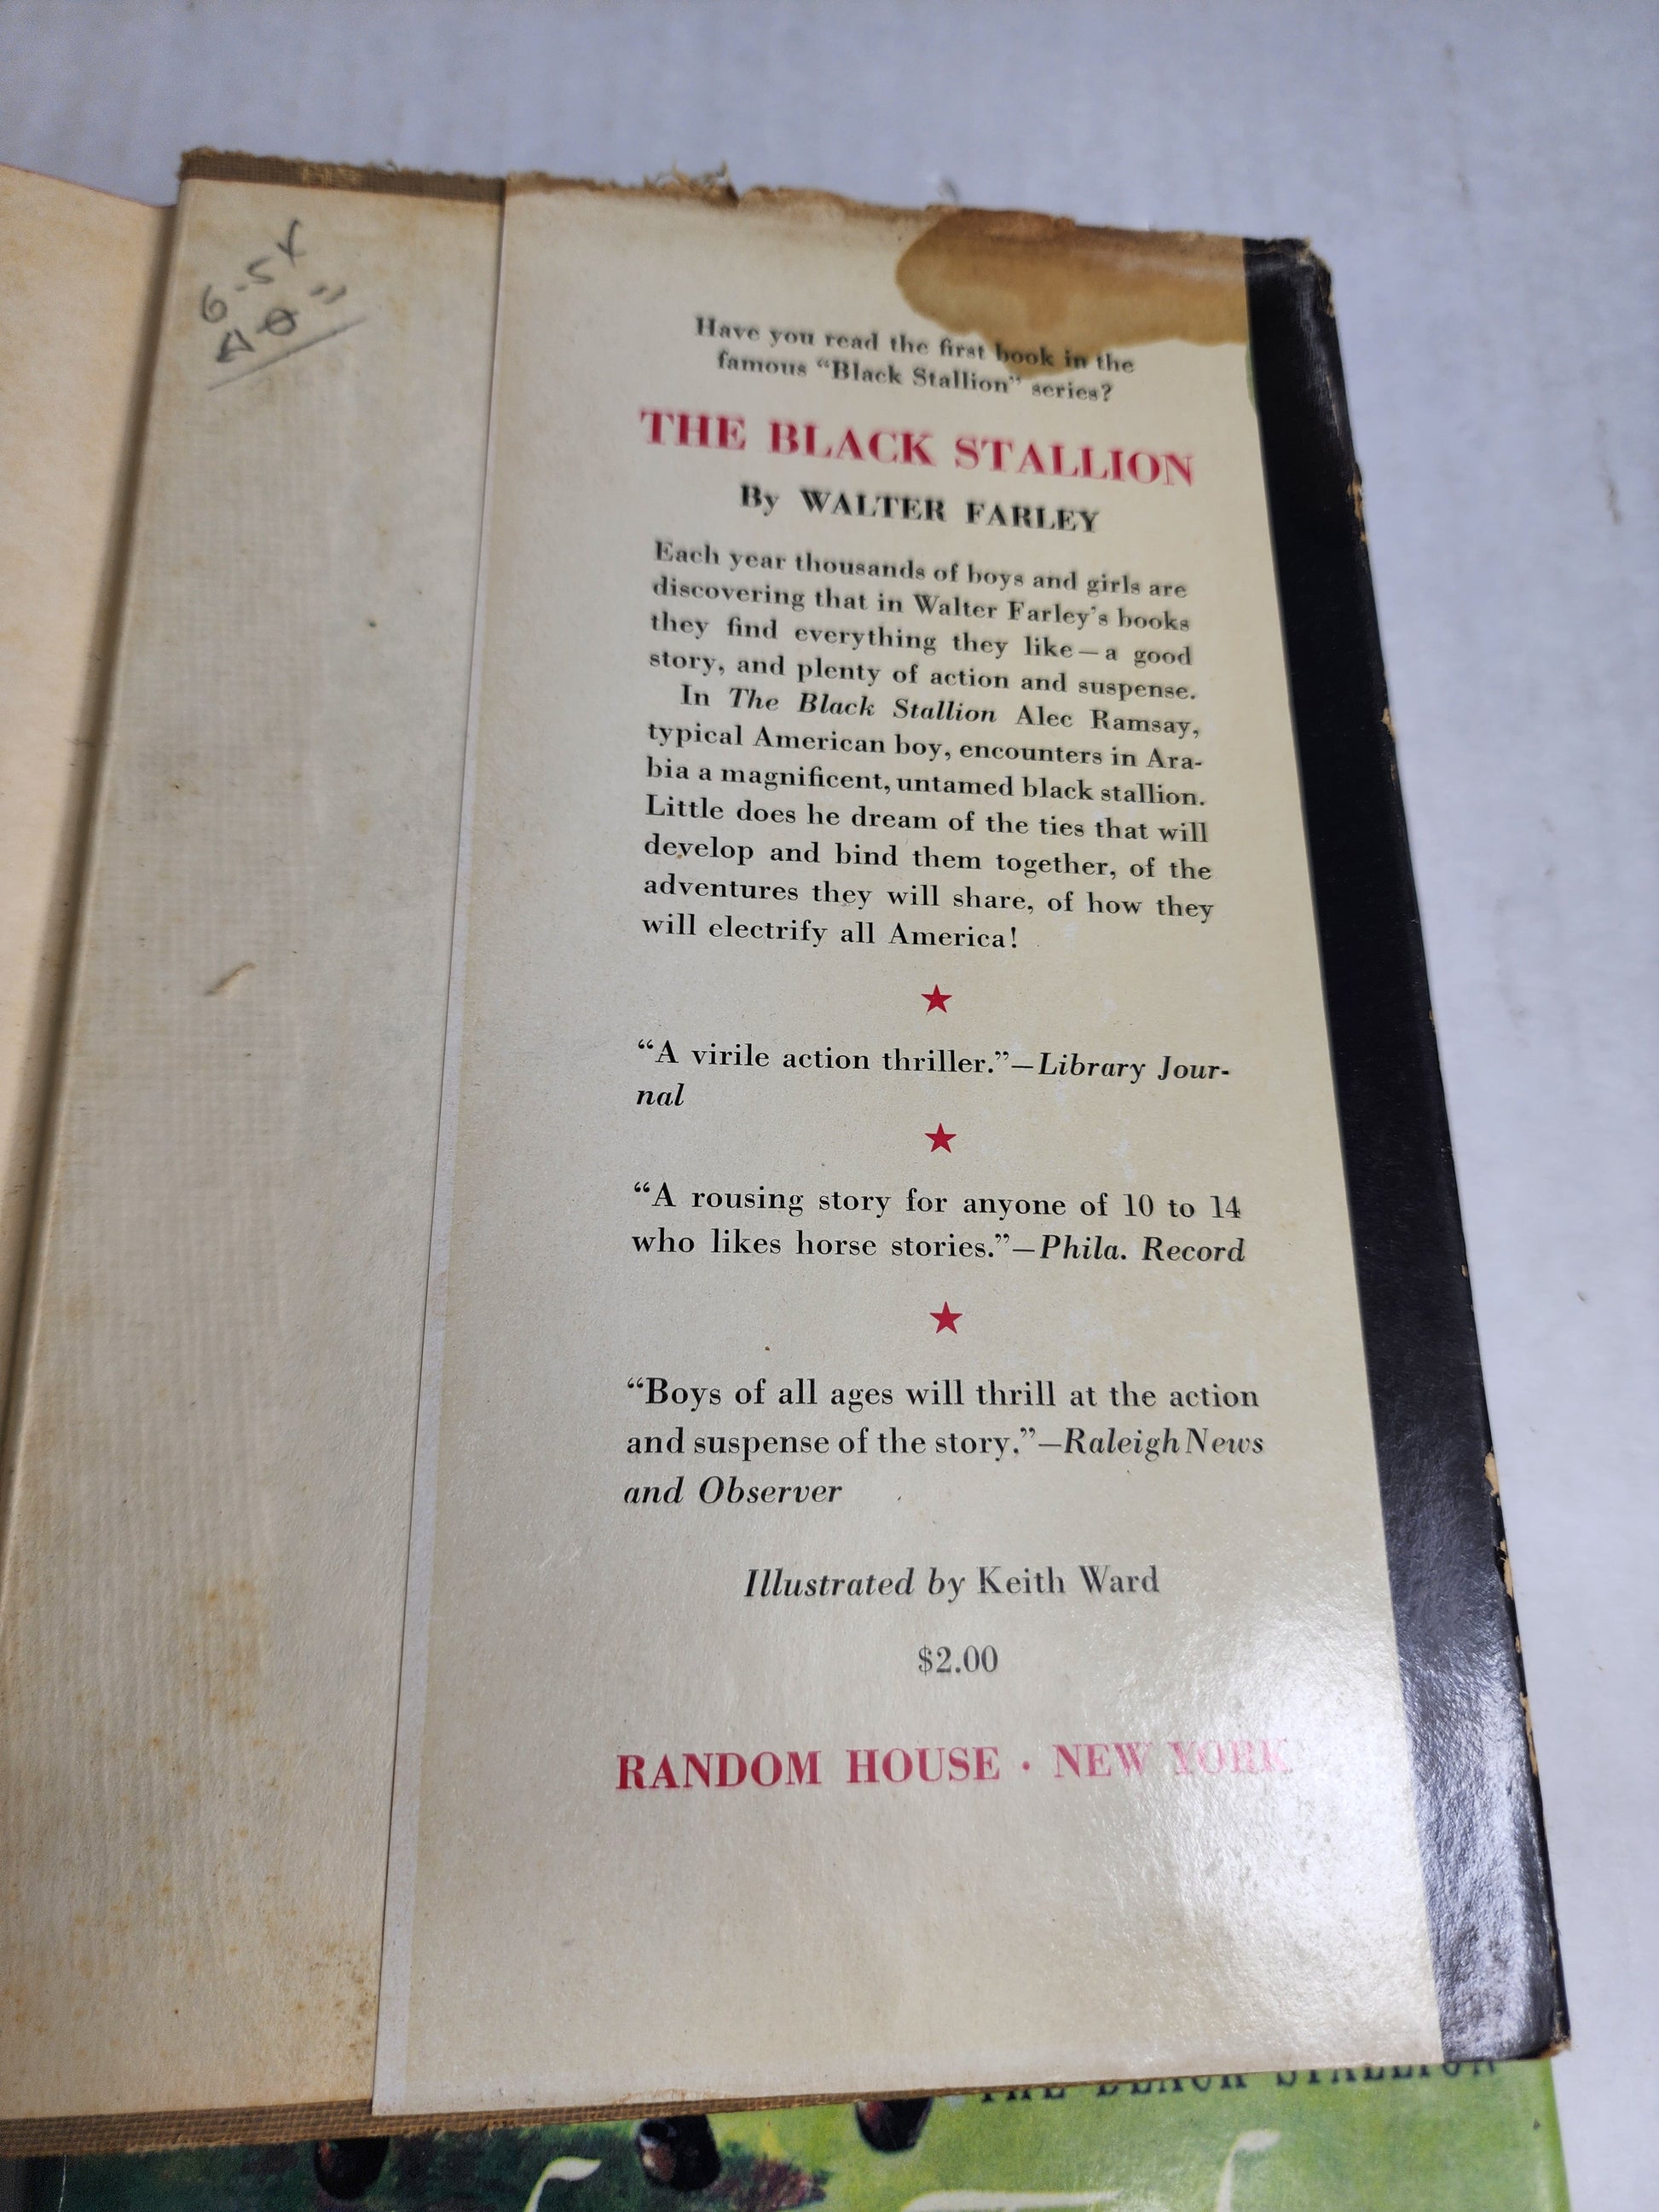 6-5x
Have you read the first book in the
famous “Black Stallion” series?
THE BLACK STALLION
By WALTER FARLEY
Each year thousands of boys and girls are
discovering that in Walter Farley’s books
they find everything they like—a good
story, and plenty of action and suspense.
In The Black Stallion Alec Ramsay,
typical American boy, encounters in Ara-
bia a magnificent, untamed black stallion.
Little does he dream of the ties that will
develop and bind them together, of the
adventures they will share, of how they
will electrify all America!
“A virile action thriller.”—Library Jour-
nal
“A rousing story for anyone of 10 to 14
who likes horse stories.”—Phila. Record
“Boys of all ages will thrill at the action
and suspense of the story.”—Raleigh News
and Observer
Illustrated by Keith Ward
$2.00
RANDOM HOUSE · NEW YORK
THE BLACK STALLION